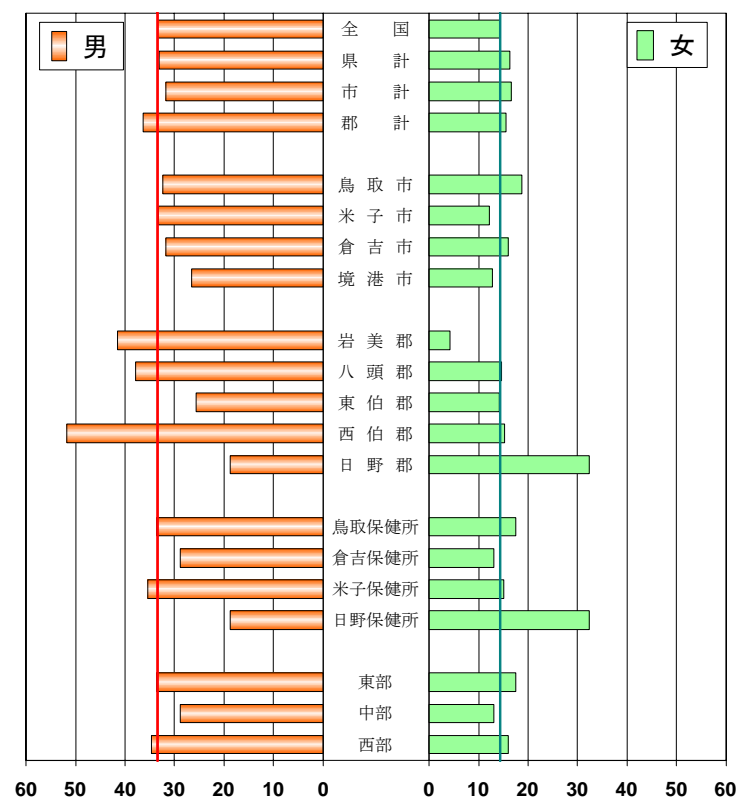 男
女
全国
県計
市計
郡計
鳥取市
米子市
倉吉市
境港市
岩美郡
八頭郡
東伯郡
西伯郡
日野郡
鳥取保健所
倉吉保健所
米子保健所
日野保健所
東部
中部
西部
60 50 40 30 20 10 0 0 10 20 30 40 50 60